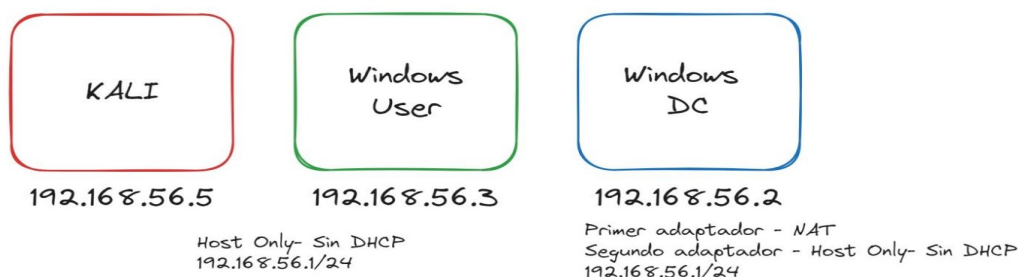 KALI
Windows
User
Windows
DC
192.168.56.5
192.168.56.3
192.168.56.2
Host Only- Sin DHCP
192.168.56.1/24
Primer adaptador - NAT
Segundo adaptador - Host Only- Sin DHCP
192.168.56.1/24